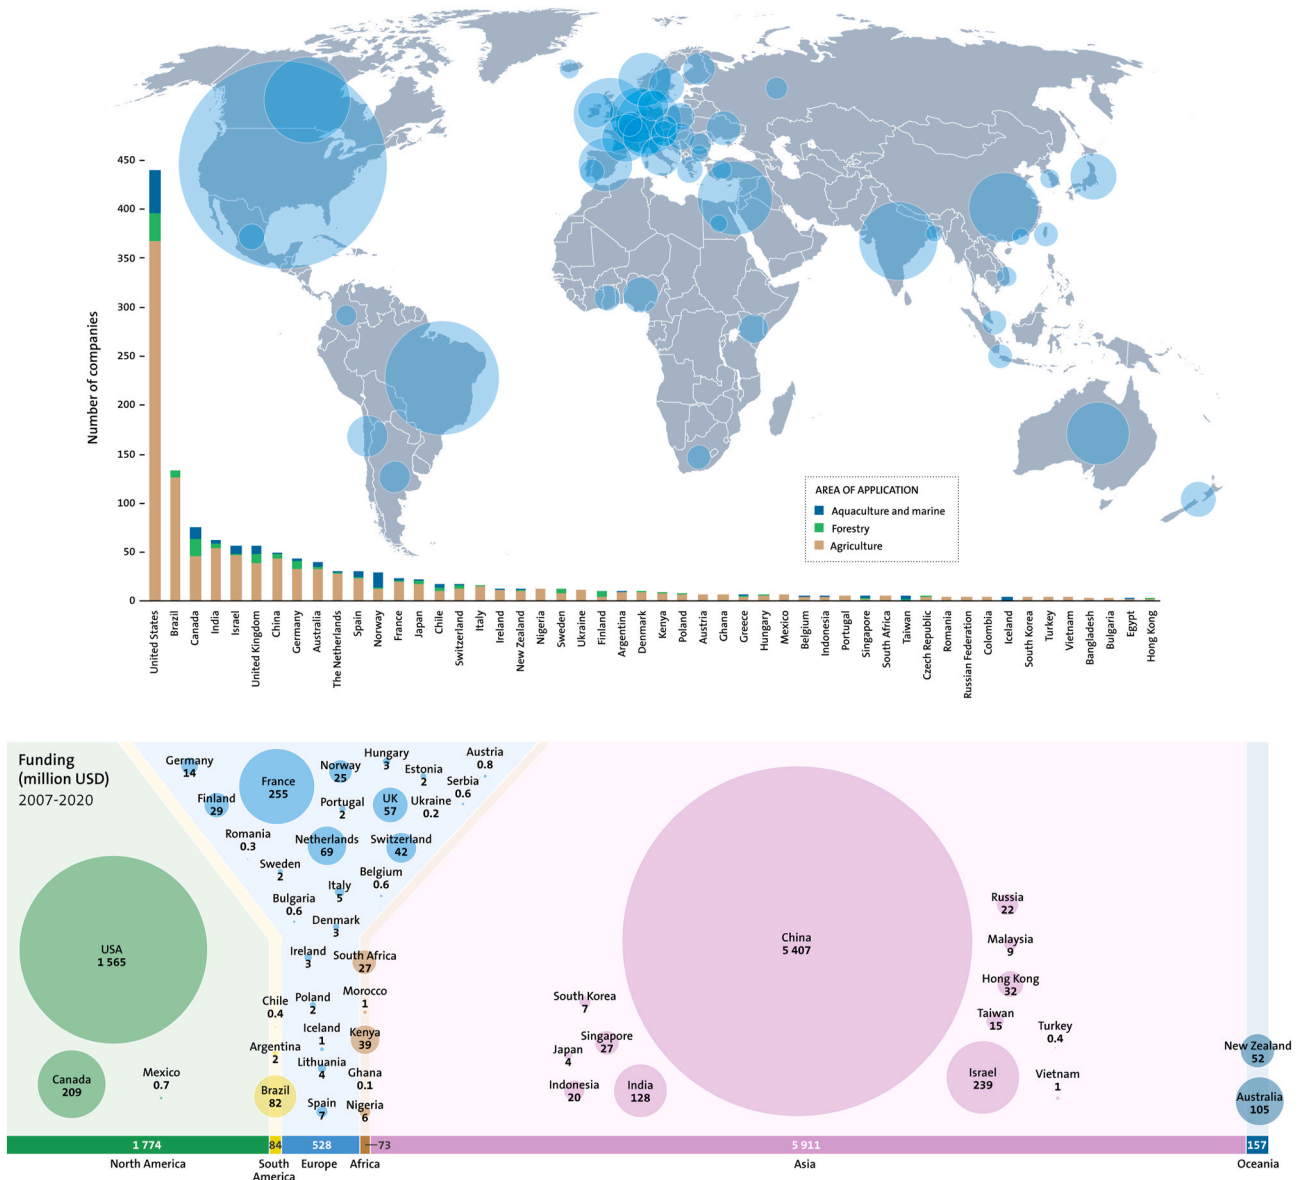 450
400
350
300
250
200
150
100
50
0
Number of companies
AREA OF APPLICATION
Aquaculture and marine
Forestry
Agriculture
United States
Brazil
Canada
India
Israel
United Kingdom
China
Germany
Australia
The Netherlands
Spain
Norway
France
Japan
Chile
Switzerland
Italy
Ireland
New Zealand
Nigeria
Sweden
Ukraine
Finland
Argentina
Denmark
Kenya
Poland
Austria
Ghana
Greece
Hungary
Mexico
Belgium
Indonesia
Portugal
Singapore
South Africa
Taiwan
Czech Republic
Romania
Russian Federation
Colombia
Iceland
South Korea
Turkey
Vietnam
Bangladesh
Bulgaria
Egypt
Hong Kong
Funding
(million USD)
2007-2020
USA
1 565
Canada
209
Mexico
0.7
Germany
14
Finland
29
France
255
Norway
25
Hungary
3
Estonia
2
Austria
0.8
Serbia
0.6
Portugal
2
UK
57
Ukraine
0.2
Romania
0.3
Netherlands
69
Switzerland
42
Sweden
2
Italy
5
Belgium
0.6
Bulgaria
0.6
Denmark
3
Ireland
3
South Africa
27
Chile
0.4
Poland
2
Morocco
1
Iceland
1
Kenya
39
Argentina
2
Lithuania
4
Ghana
0.1
Brazil
82
Spain
7
Nigeria
6
China
5 407
South Korea
7
Singapore
27
Japan
4
Indonesia
20
India
128
Russia
22
Malaysia
9
Hong Kong
32
Taiwan
15
Turkey
0.4
Israel
239
Vietnam
1
New Zealand
52
Australia
105
1 774
84
528
73
5 911
157
North America
South
America
Europe
Africa
Asia
Oceania